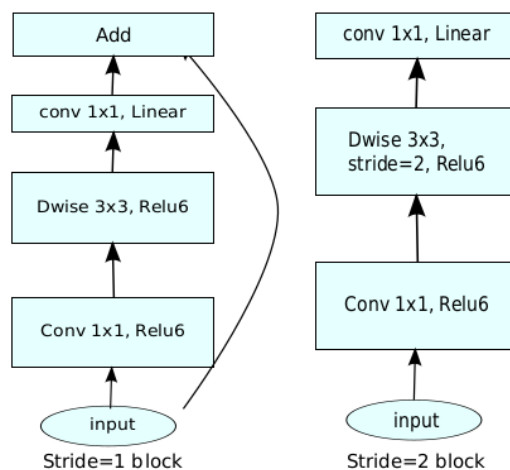 Add
conv 1x1, Linear
Dwise 3x3, Relu6
Conv 1x1, Relu6
input
Stride=1 block
conv 1x1, Linear
Dwise 3x3,
stride=2, Relu6
Conv 1x1, Relu6
input
Stride=2 block